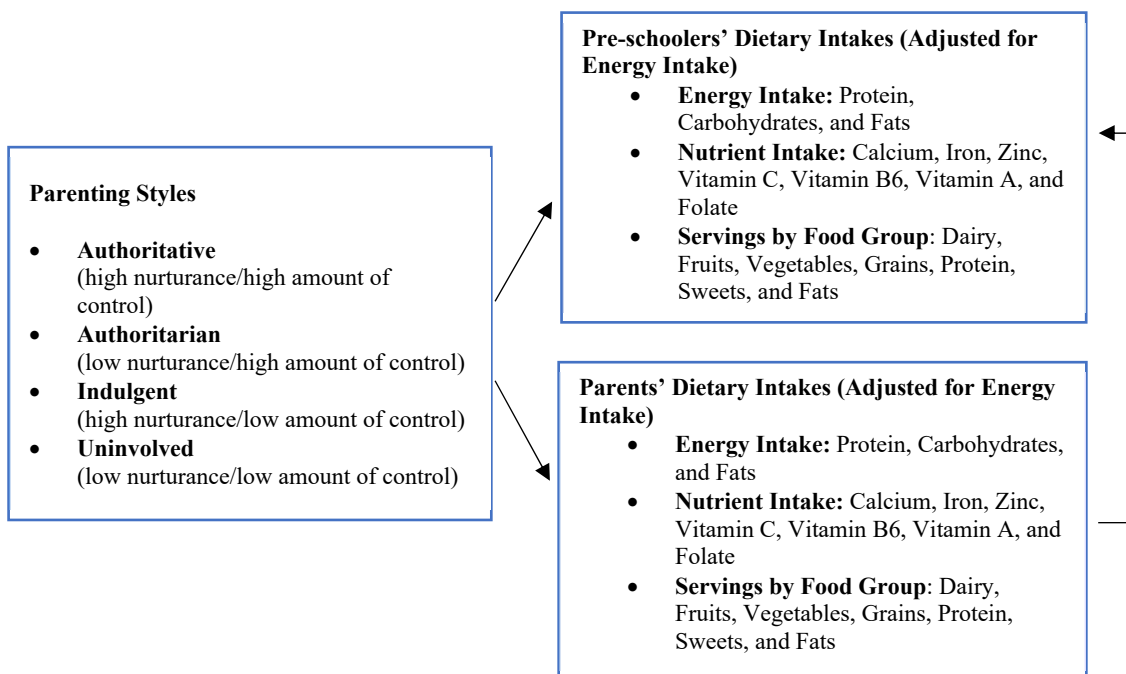 Parenting Styles
• Authoritative
(high nurturance/high amount of
control)
• Authoritarian
(low nurturance/high amount of control)
• Indulgent
(high nurturance/low amount of control)
• Uninvolved
(low nurturance/low amount of control)
Pre-schoolers’ Dietary Intakes (Adjusted for
Energy Intake)
• Energy Intake: Protein,
Carbohydrates, and Fats
• Nutrient Intake: Calcium, Iron, Zinc,
Vitamin C, Vitamin B6, Vitamin A, and
Folate
• Servings by Food Group: Dairy,
Fruits, Vegetables, Grains, Protein,
Sweets, and Fats
Parents’ Dietary Intakes (Adjusted for Energy
Intake)
• Energy Intake: Protein, Carbohydrates,
and Fats
• Nutrient Intake: Calcium, Iron, Zinc,
Vitamin C, Vitamin B6, Vitamin A, and
Folate
• Servings by Food Group: Dairy,
Fruits, Vegetables, Grains, Protein,
Sweets, and Fats